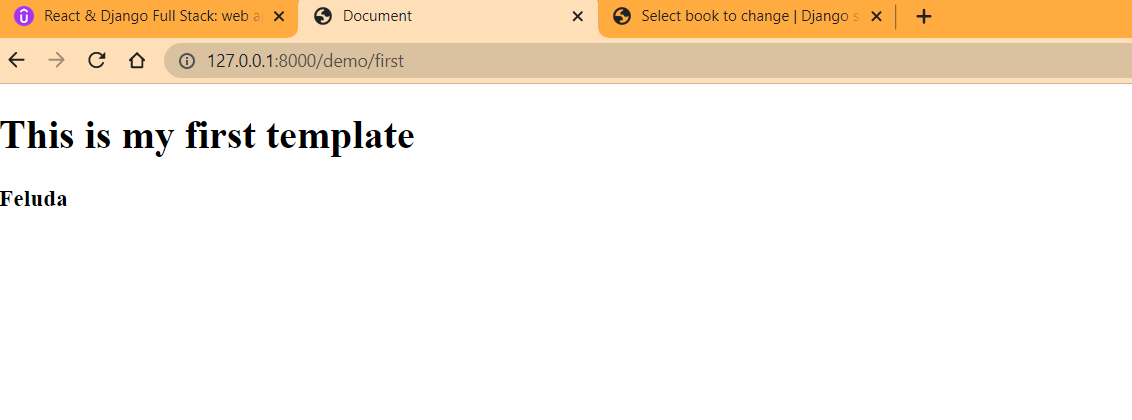 React & Django Full Stack: web a
Document
Select book to change | Django s
127.0.0.1:8000/demo/first
This is my first template
Feluda